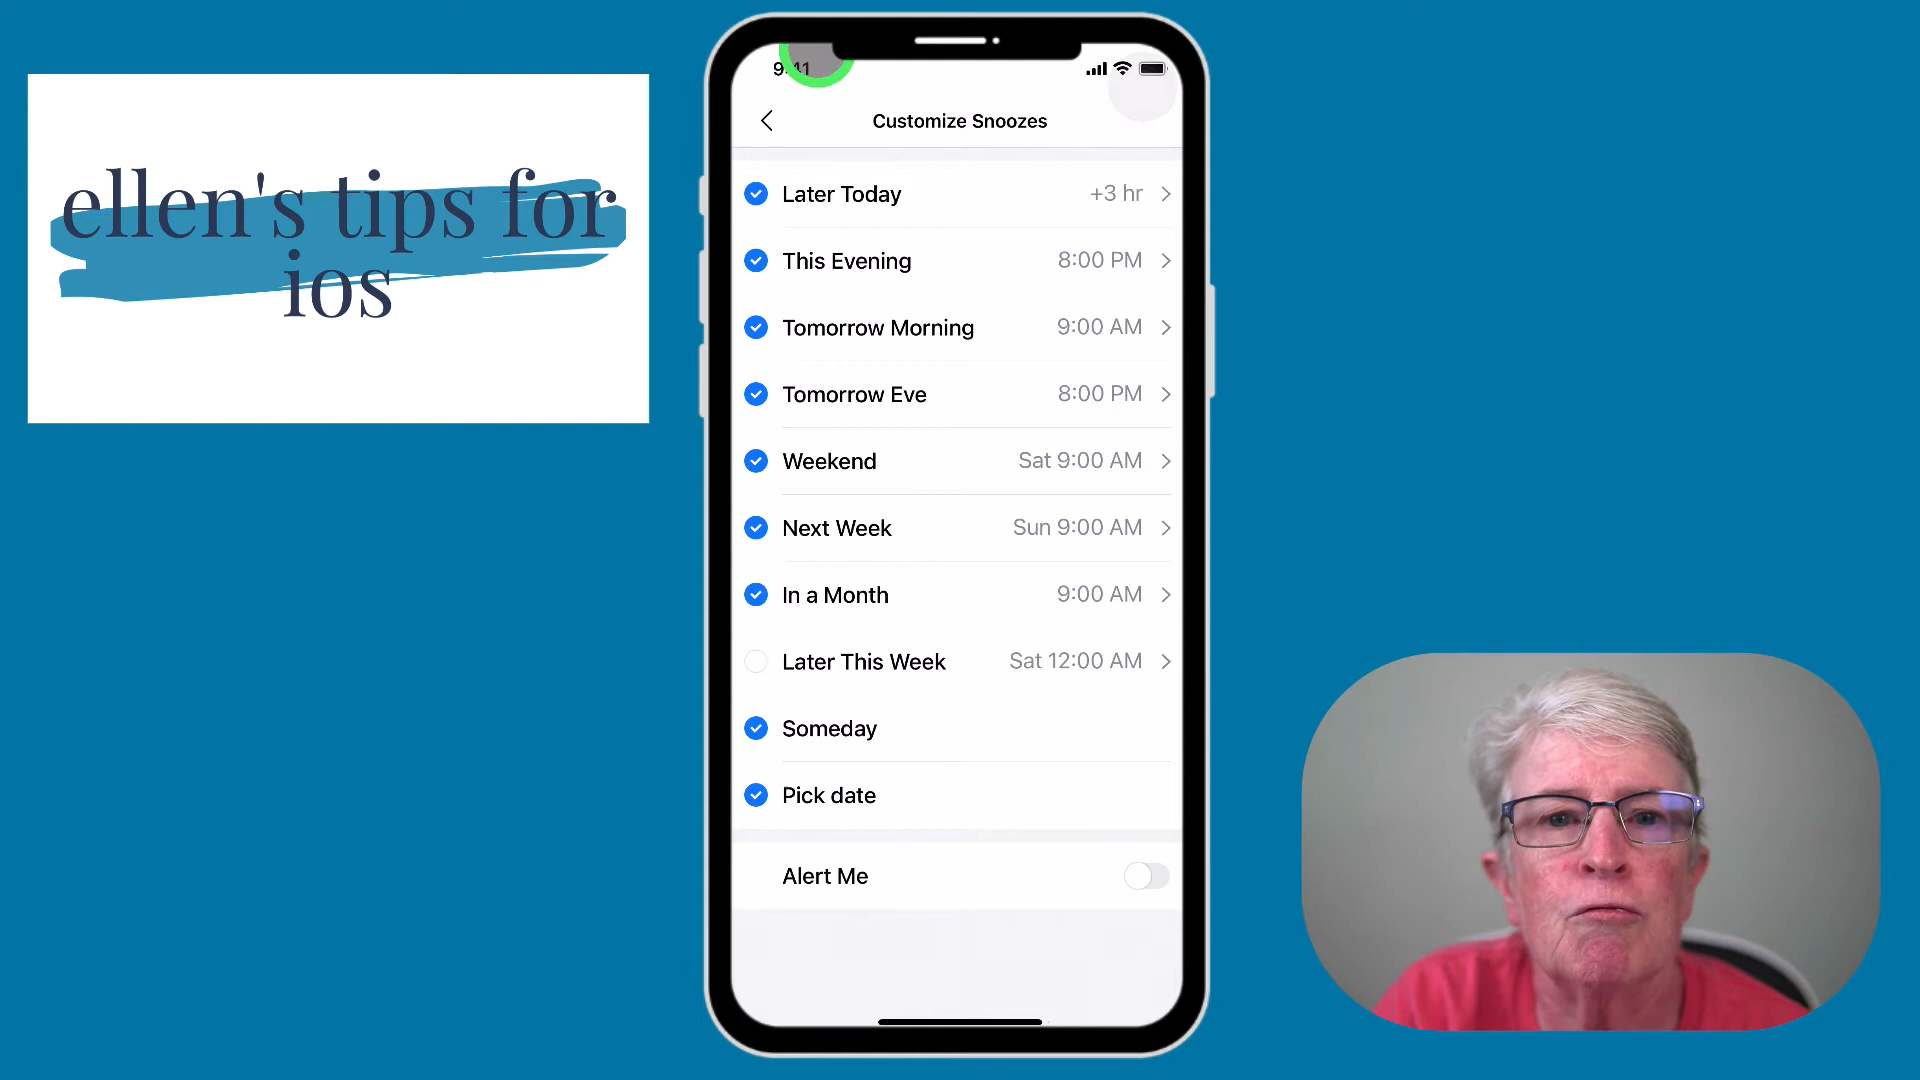 ellen's tips for
ios
9:41
Customize Snoozes
Later Today +3 hr
This Evening 8:00 PM
Tomorrow Morning 9:00 AM
Tomorrow Eve 8:00 PM
Weekend Sat 9:00 AM
Next Week Sun 9:00 AM
In a Month 9:00 AM
Later This Week Sat 12:00 AM
Someday
Pick date
Alert Me